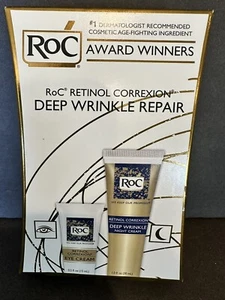 RoC
#1 DERMATOLOGIST RECOMMENDED
COSMETIC AGE-FIGHTING INGREDIENT
AWARD WINNERS
RoC® RETINOL CORREXION®
DEEP WRINKLE REPAIR
RoC
RETINOL CORREXION
DEEP WRINKLE
NIGHT CREAM
RoC
RETINOL
EYE CREAM